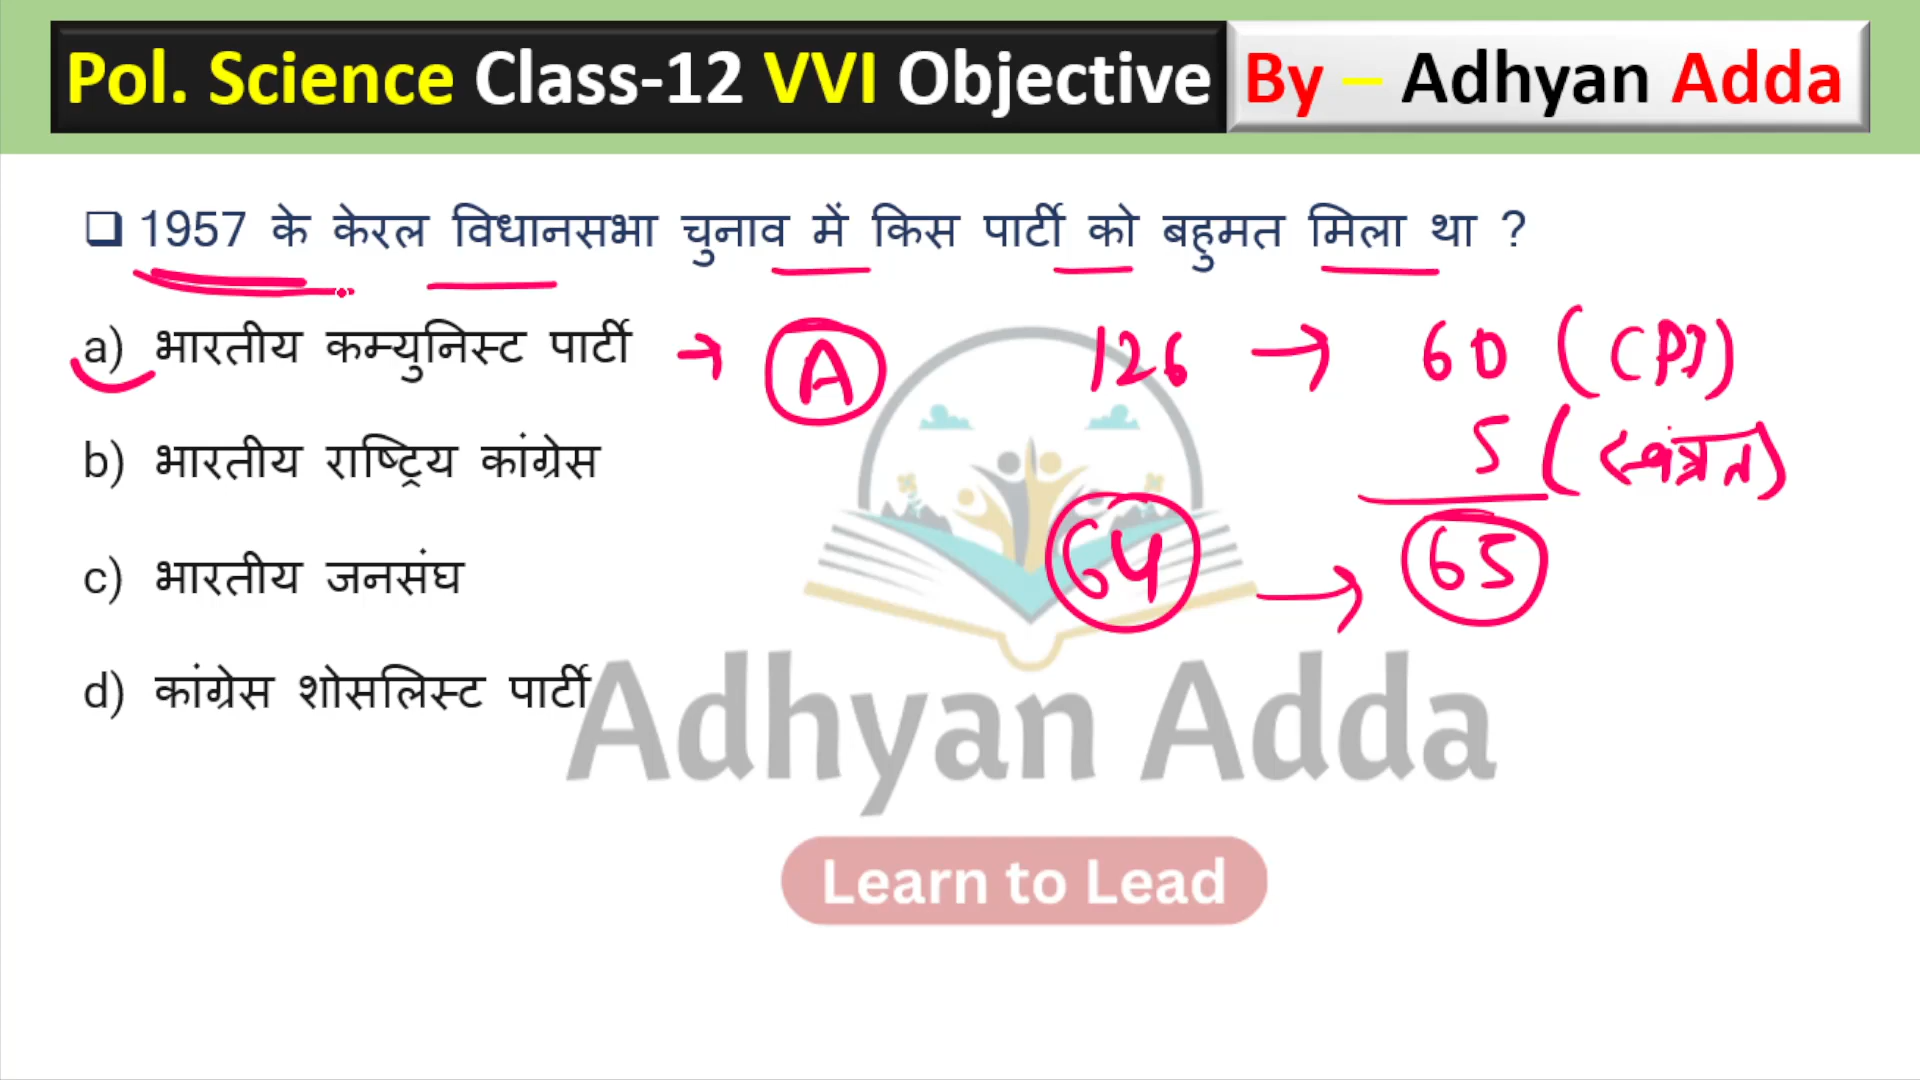 Pol. Science Class-12 VVI Objective By – Adhyan Adda
1957 के केरल विधानसभा चुनाव में किस पार्टी को बहुमत मिला था ?
a) भारतीय कम्युनिस्ट पार्टी → A
126 → 60 (CPI)
5 (स्वतंत्रत)
b) भारतीय राष्ट्रिय कांग्रेस
64 → 65
c) भारतीय जनसंघ
d) कांग्रेस शोसलिस्ट पार्टी
Adhyan Adda
Learn to Lead